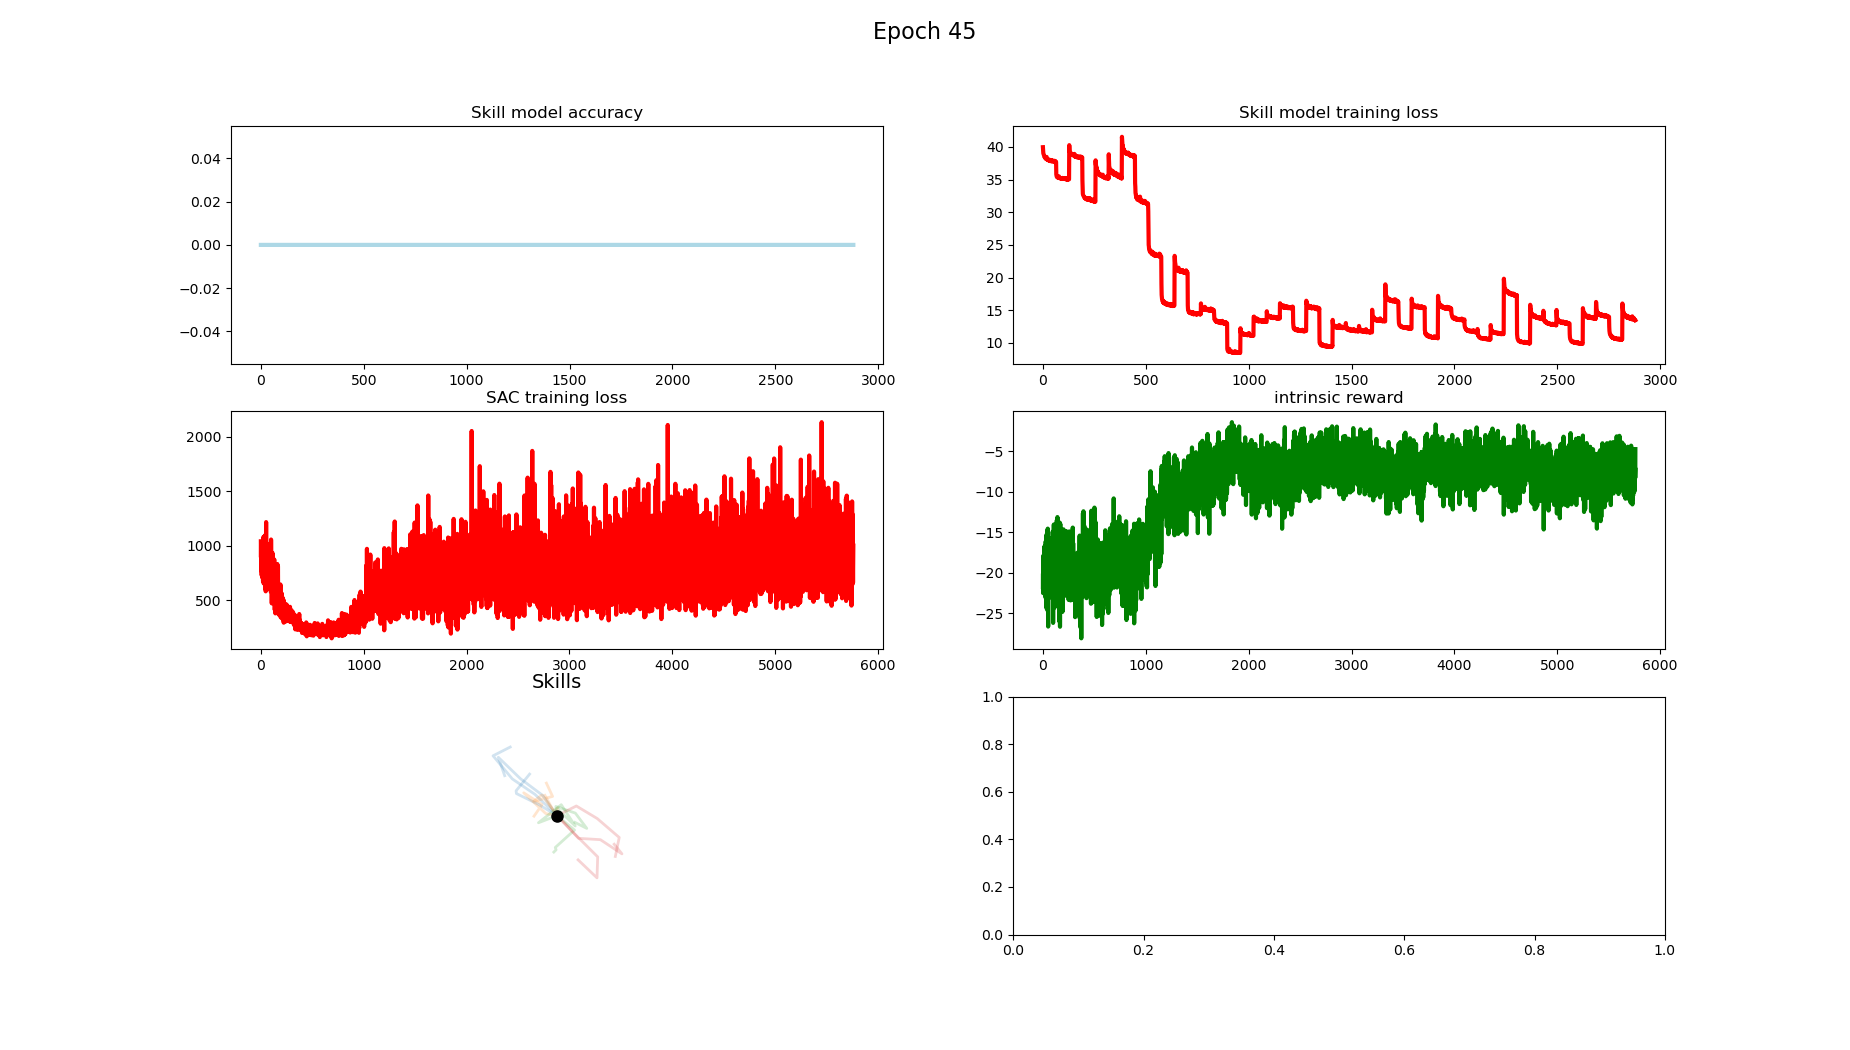 Epoch 45
Skill model accuracy
0.04
0.02
0.00
−0.02
−0.04
0 500 1000 1500 2000 2500 3000
Skill model training loss
40
35
30
25
20
15
10
0 500 1000 1500 2000 2500 3000
SAC training loss
2000
1500
1000
500
0 1000 2000 3000 4000 5000 6000
intrinsic reward
−5
−10
−15
−20
−25
0 1000 2000 3000 4000 5000 6000
Skills
1.0
0.8
0.6
0.4
0.2
0.0
0.0 0.2 0.4 0.6 0.8 1.0